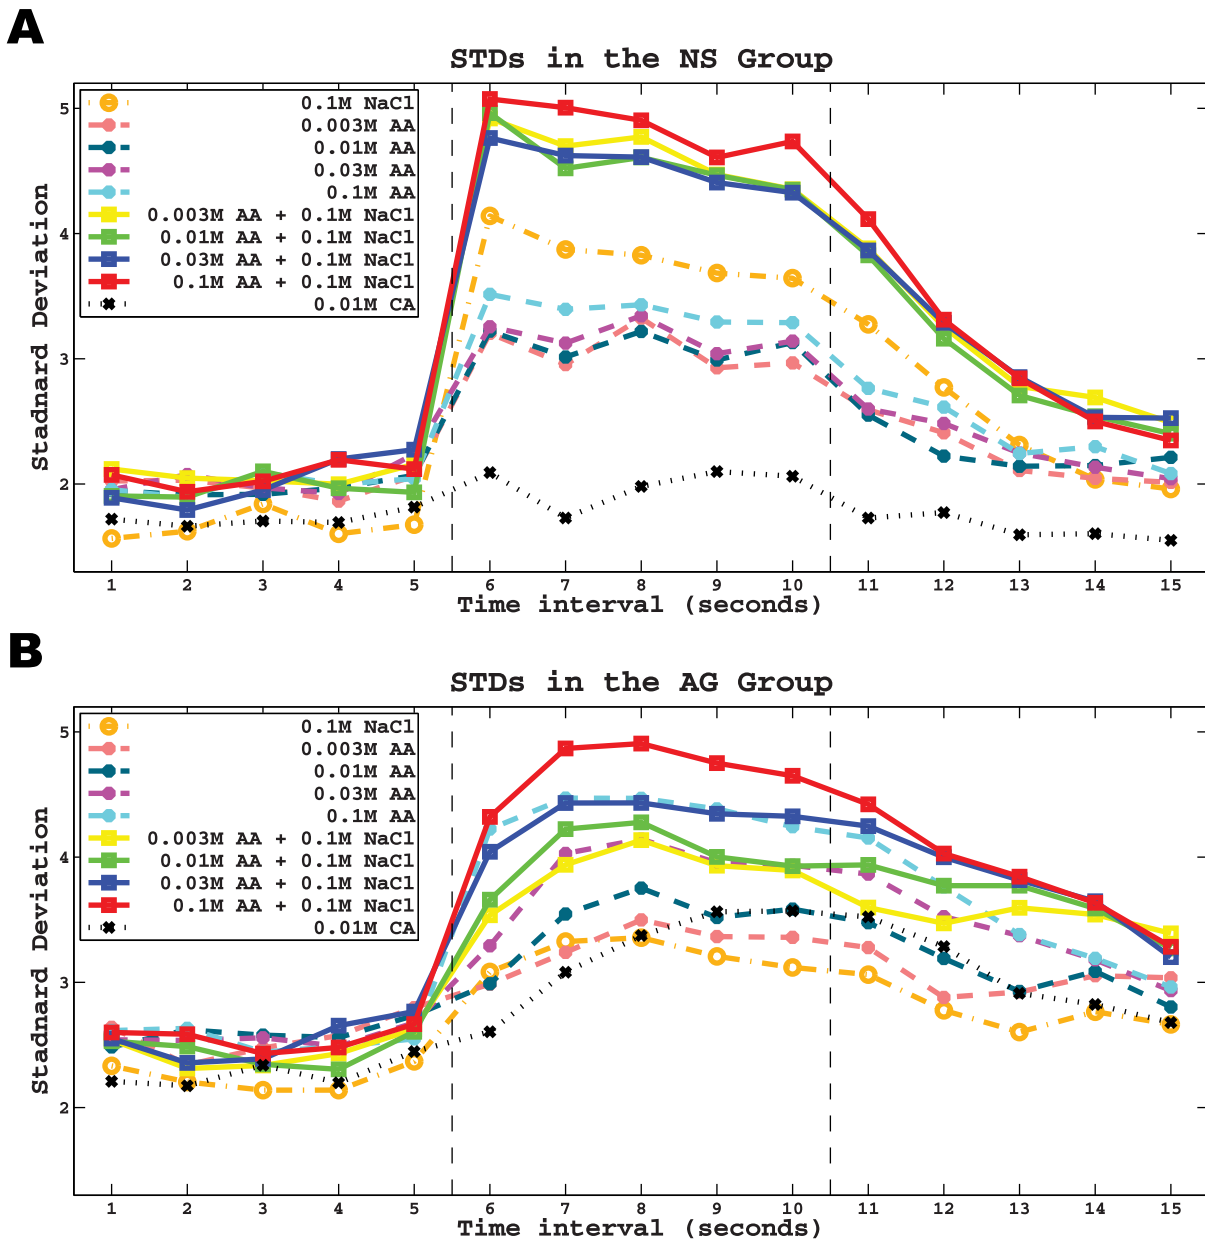 A
STDs in the NS Group
5
4
3
2
Stadnard Deviation
0.1M NaCl
0.003M AA
0.01M AA
0.03M AA
0.1M AA
0.003M AA + 0.1M NaCl
0.01M AA + 0.1M NaCl
0.03M AA + 0.1M NaCl
0.1M AA + 0.1M NaCl
0.01M CA
1 2 3 4 5 6 7 8 9 10 11 12 13 14 15
Time interval (seconds)
B
STDs in the AG Group
5
4
3
2
Stadnard Deviation
0.1M NaCl
0.003M AA
0.01M AA
0.03M AA
0.1M AA
0.003M AA + 0.1M NaCl
0.01M AA + 0.1M NaCl
0.03M AA + 0.1M NaCl
0.1M AA + 0.1M NaCl
0.01M CA
1 2 3 4 5 6 7 8 9 10 11 12 13 14 15
Time interval (seconds)